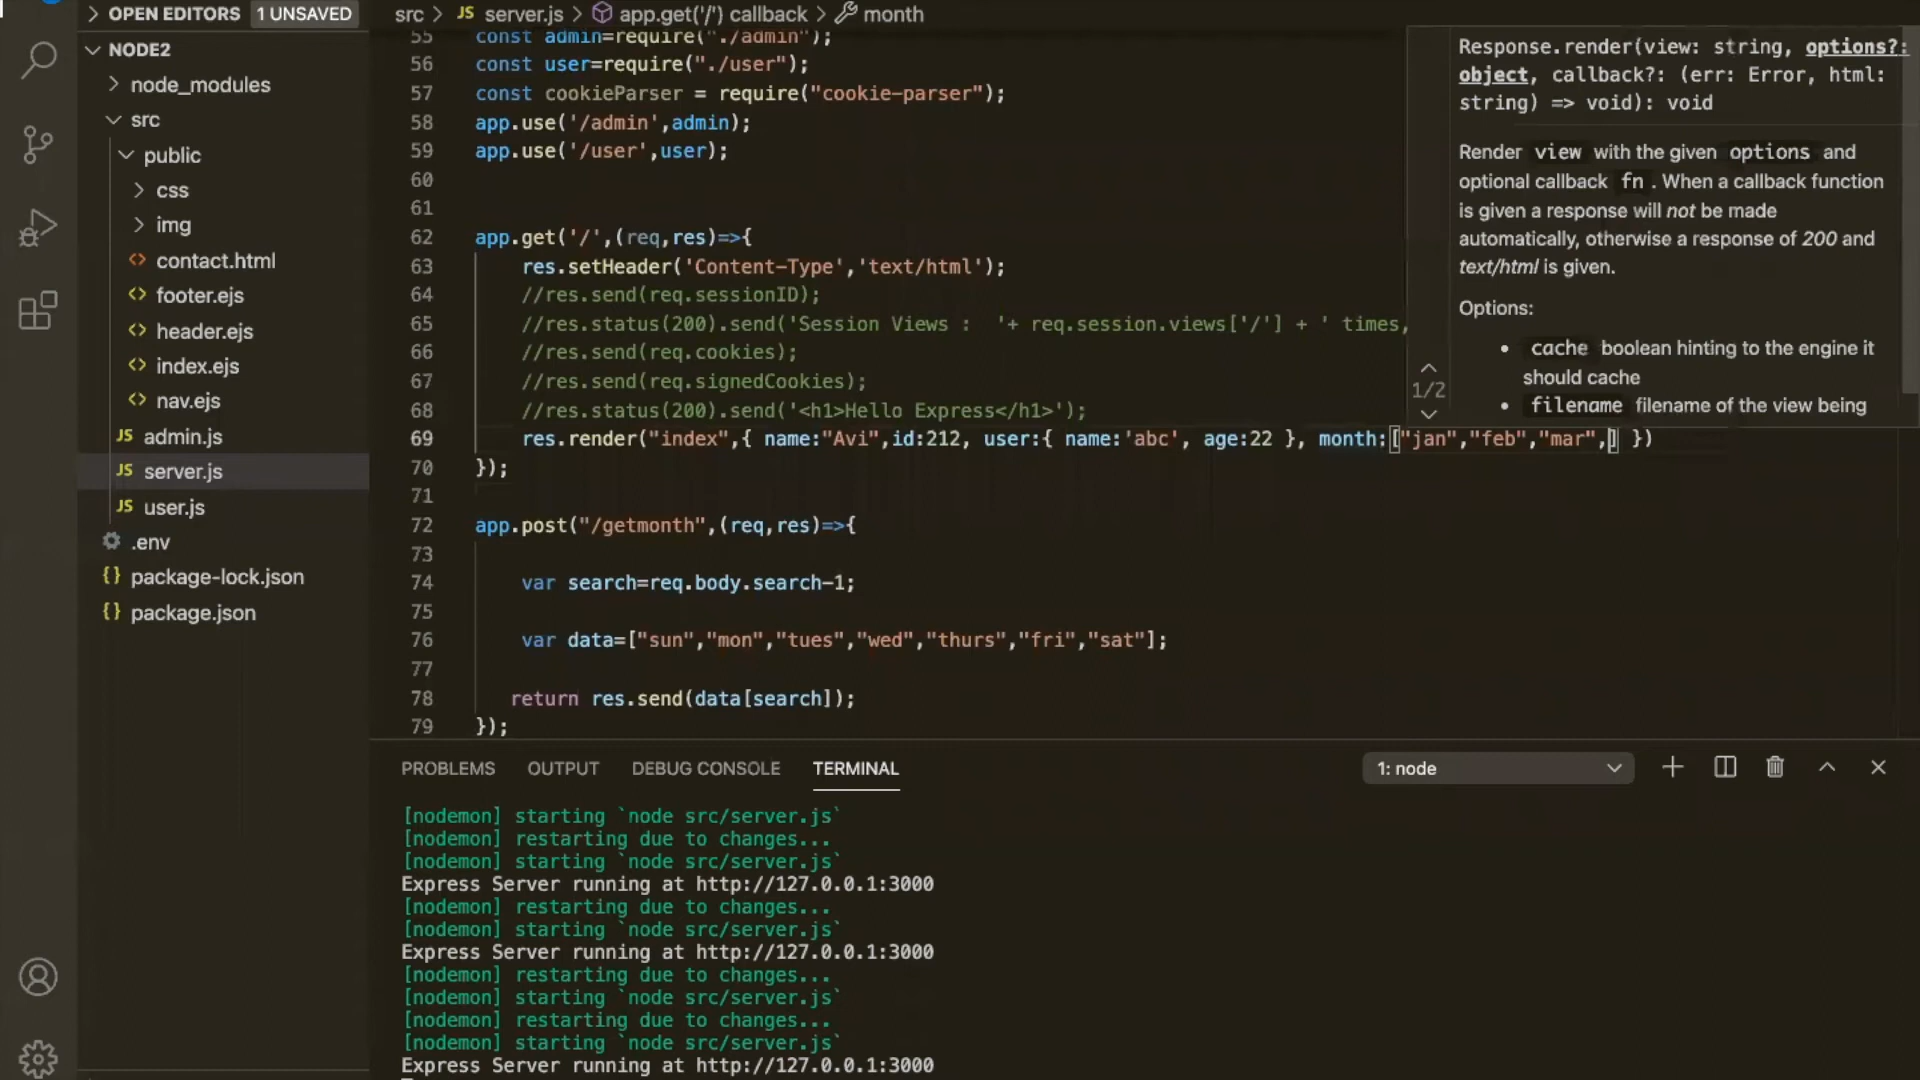 OPEN EDITORS 1 UNSAVED
NODE2
node_modules
src
public
css
img
contact.html
footer.ejs
header.ejs
index.ejs
nav.ejs
JS admin.js
JS server.js
JS user.js
.env
{} package-lock.json
{} package.json
src > JS server.js > app.get('/') callback > month
55 const admin=require("./admin");
56 const user=require("./user");
57 const cookieParser = require("cookie-parser");
58 app.use('/admin',admin);
59 app.use('/user',user);
60
61
62 app.get('/',(req,res)=>{
63 res.setHeader('Content-Type','text/html');
64 //res.send(req.sessionID);
65 //res.status(200).send('Session Views :  '+ req.session.views['/'] + ' times,
66 //res.send(req.cookies);
67 //res.send(req.signedCookies);
68 //res.status(200).send('<h1>Hello Express</h1>');
69 res.render("index",{ name:"Avi",id:212, user:{ name:'abc', age:22 }, month:["jan","feb","mar",] })
70 });
71
72 app.post("/getmonth",(req,res)=>{
73
74 var search=req.body.search-1;
75
76 var data=["sun","mon","tues","wed","thurs","fri","sat"];
77
78 return res.send(data[search]);
79 });
Response.render(view: string, options?:
object, callback?: (err: Error, html:
string) => void): void
Render view with the given options and
optional callback fn . When a callback function
is given a response will not be made
automatically, otherwise a response of 200 and
text/html is given.
Options:
• cache boolean hinting to the engine it
should cache
1/2
• filename filename of the view being
PROBLEMS OUTPUT DEBUG CONSOLE TERMINAL 1: node
[nodemon] starting `node src/server.js`
[nodemon] restarting due to changes...
[nodemon] starting `node src/server.js`
Express Server running at http://127.0.0.1:3000
[nodemon] restarting due to changes...
[nodemon] starting `node src/server.js`
Express Server running at http://127.0.0.1:3000
[nodemon] restarting due to changes...
[nodemon] starting `node src/server.js`
[nodemon] restarting due to changes...
[nodemon] starting `node src/server.js`
Express Server running at http://127.0.0.1:3000